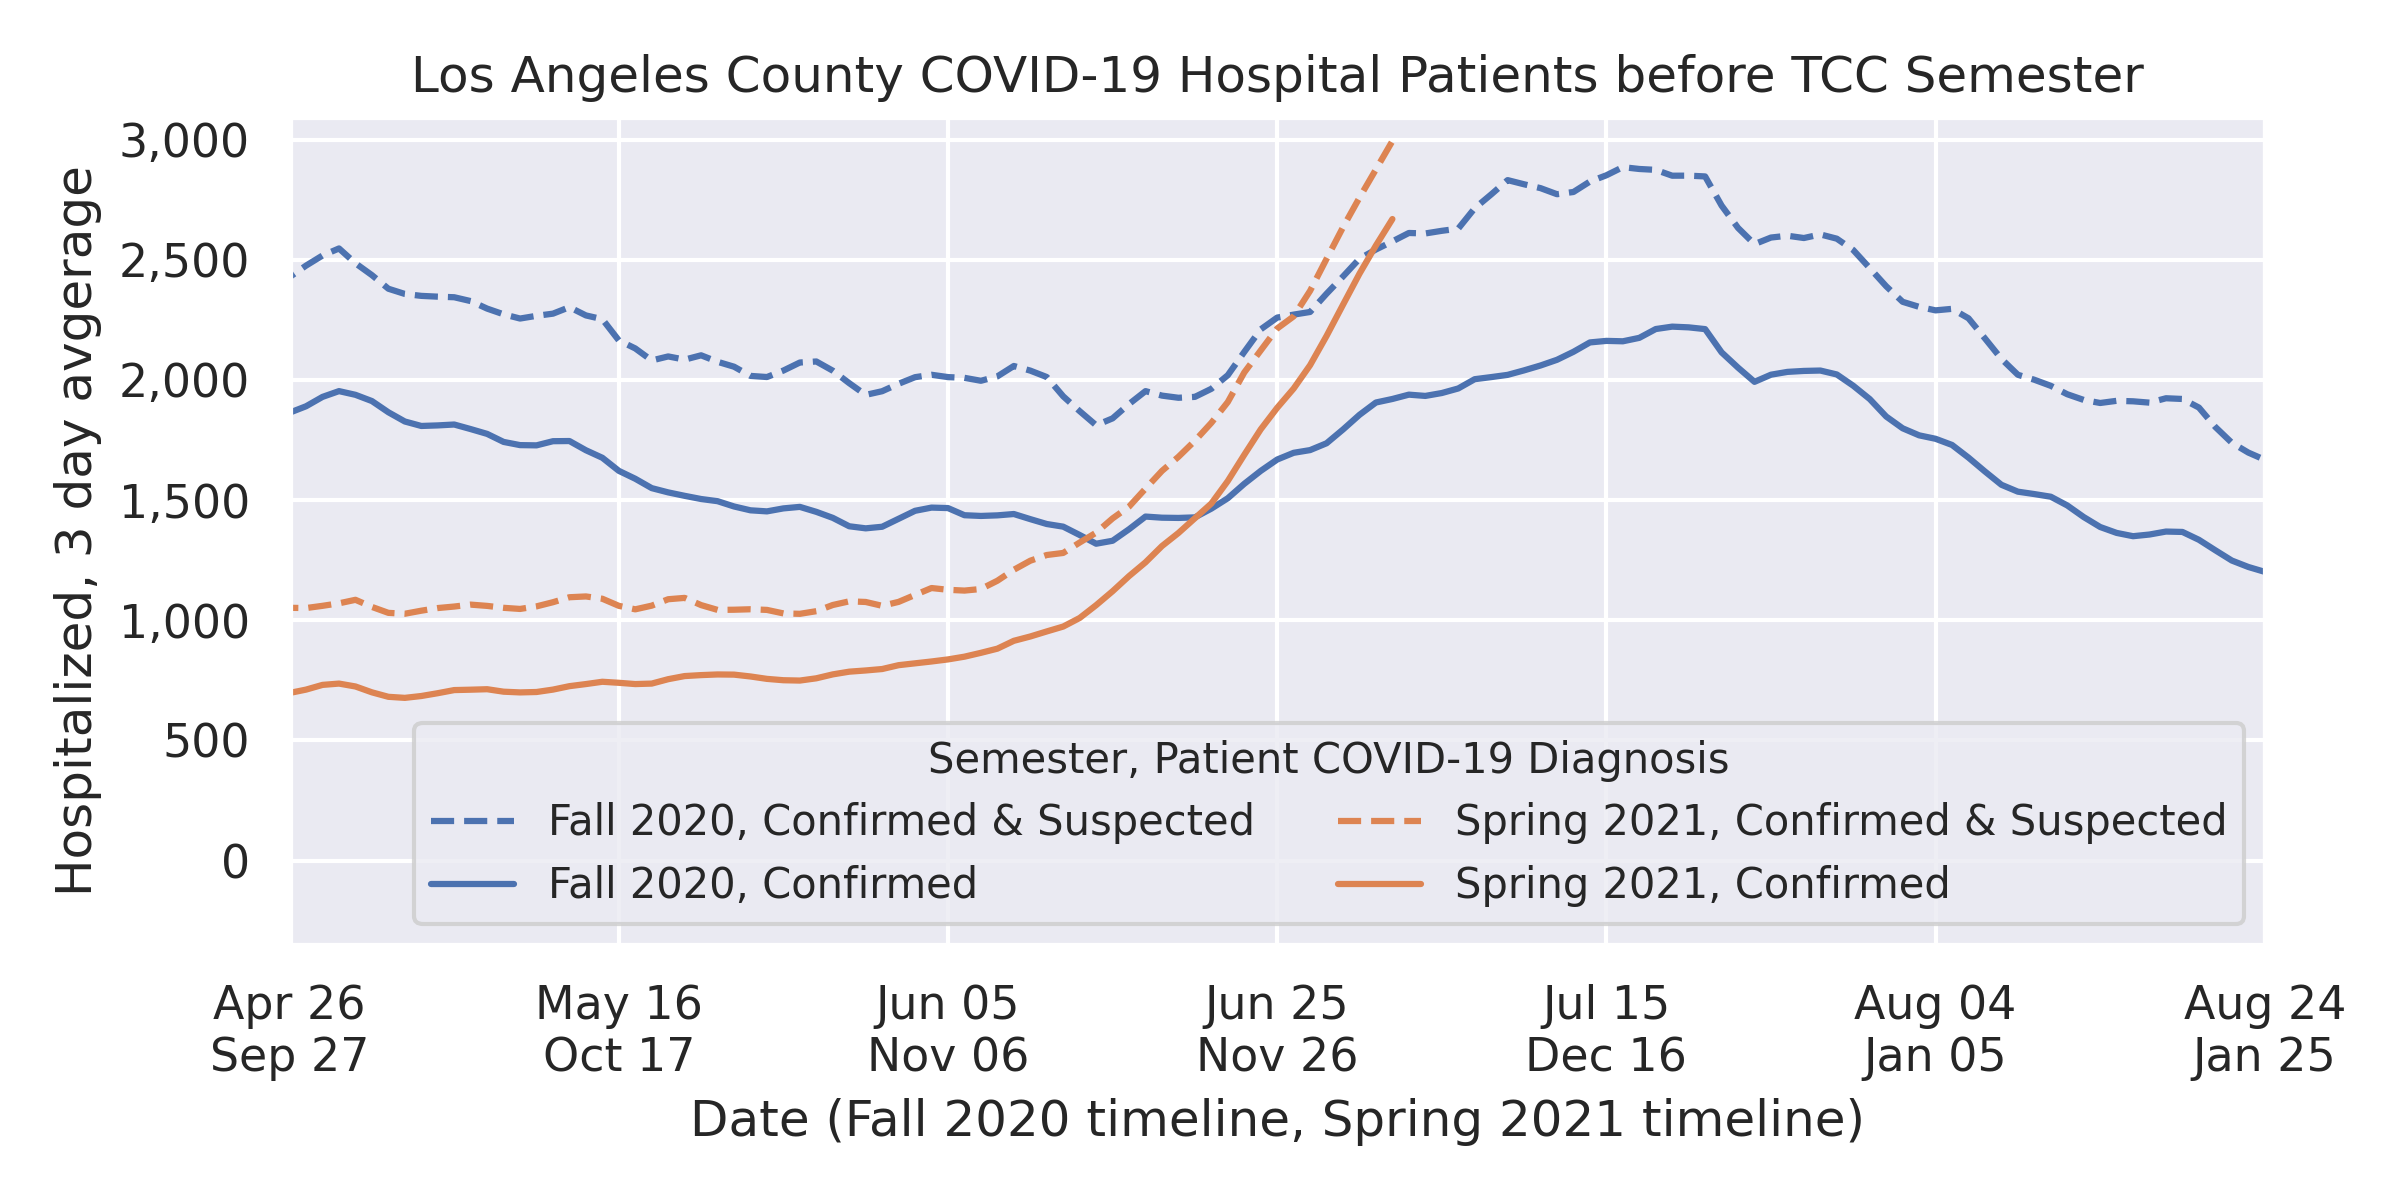 Los Angeles County COVID-19 Hospital Patients before TCC Semester
Hospitalized, 3 day avgerage
3,000
2,500
2,000
1,500
1,000
500
0
Semester, Patient COVID-19 Diagnosis
Fall 2020, Confirmed & Suspected
Fall 2020, Confirmed
Spring 2021, Confirmed & Suspected
Spring 2021, Confirmed
Apr 26
Sep 27
May 16
Oct 17
Jun 05
Nov 06
Jun 25
Nov 26
Jul 15
Dec 16
Aug 04
Jan 05
Aug 24
Jan 25
Date (Fall 2020 timeline, Spring 2021 timeline)